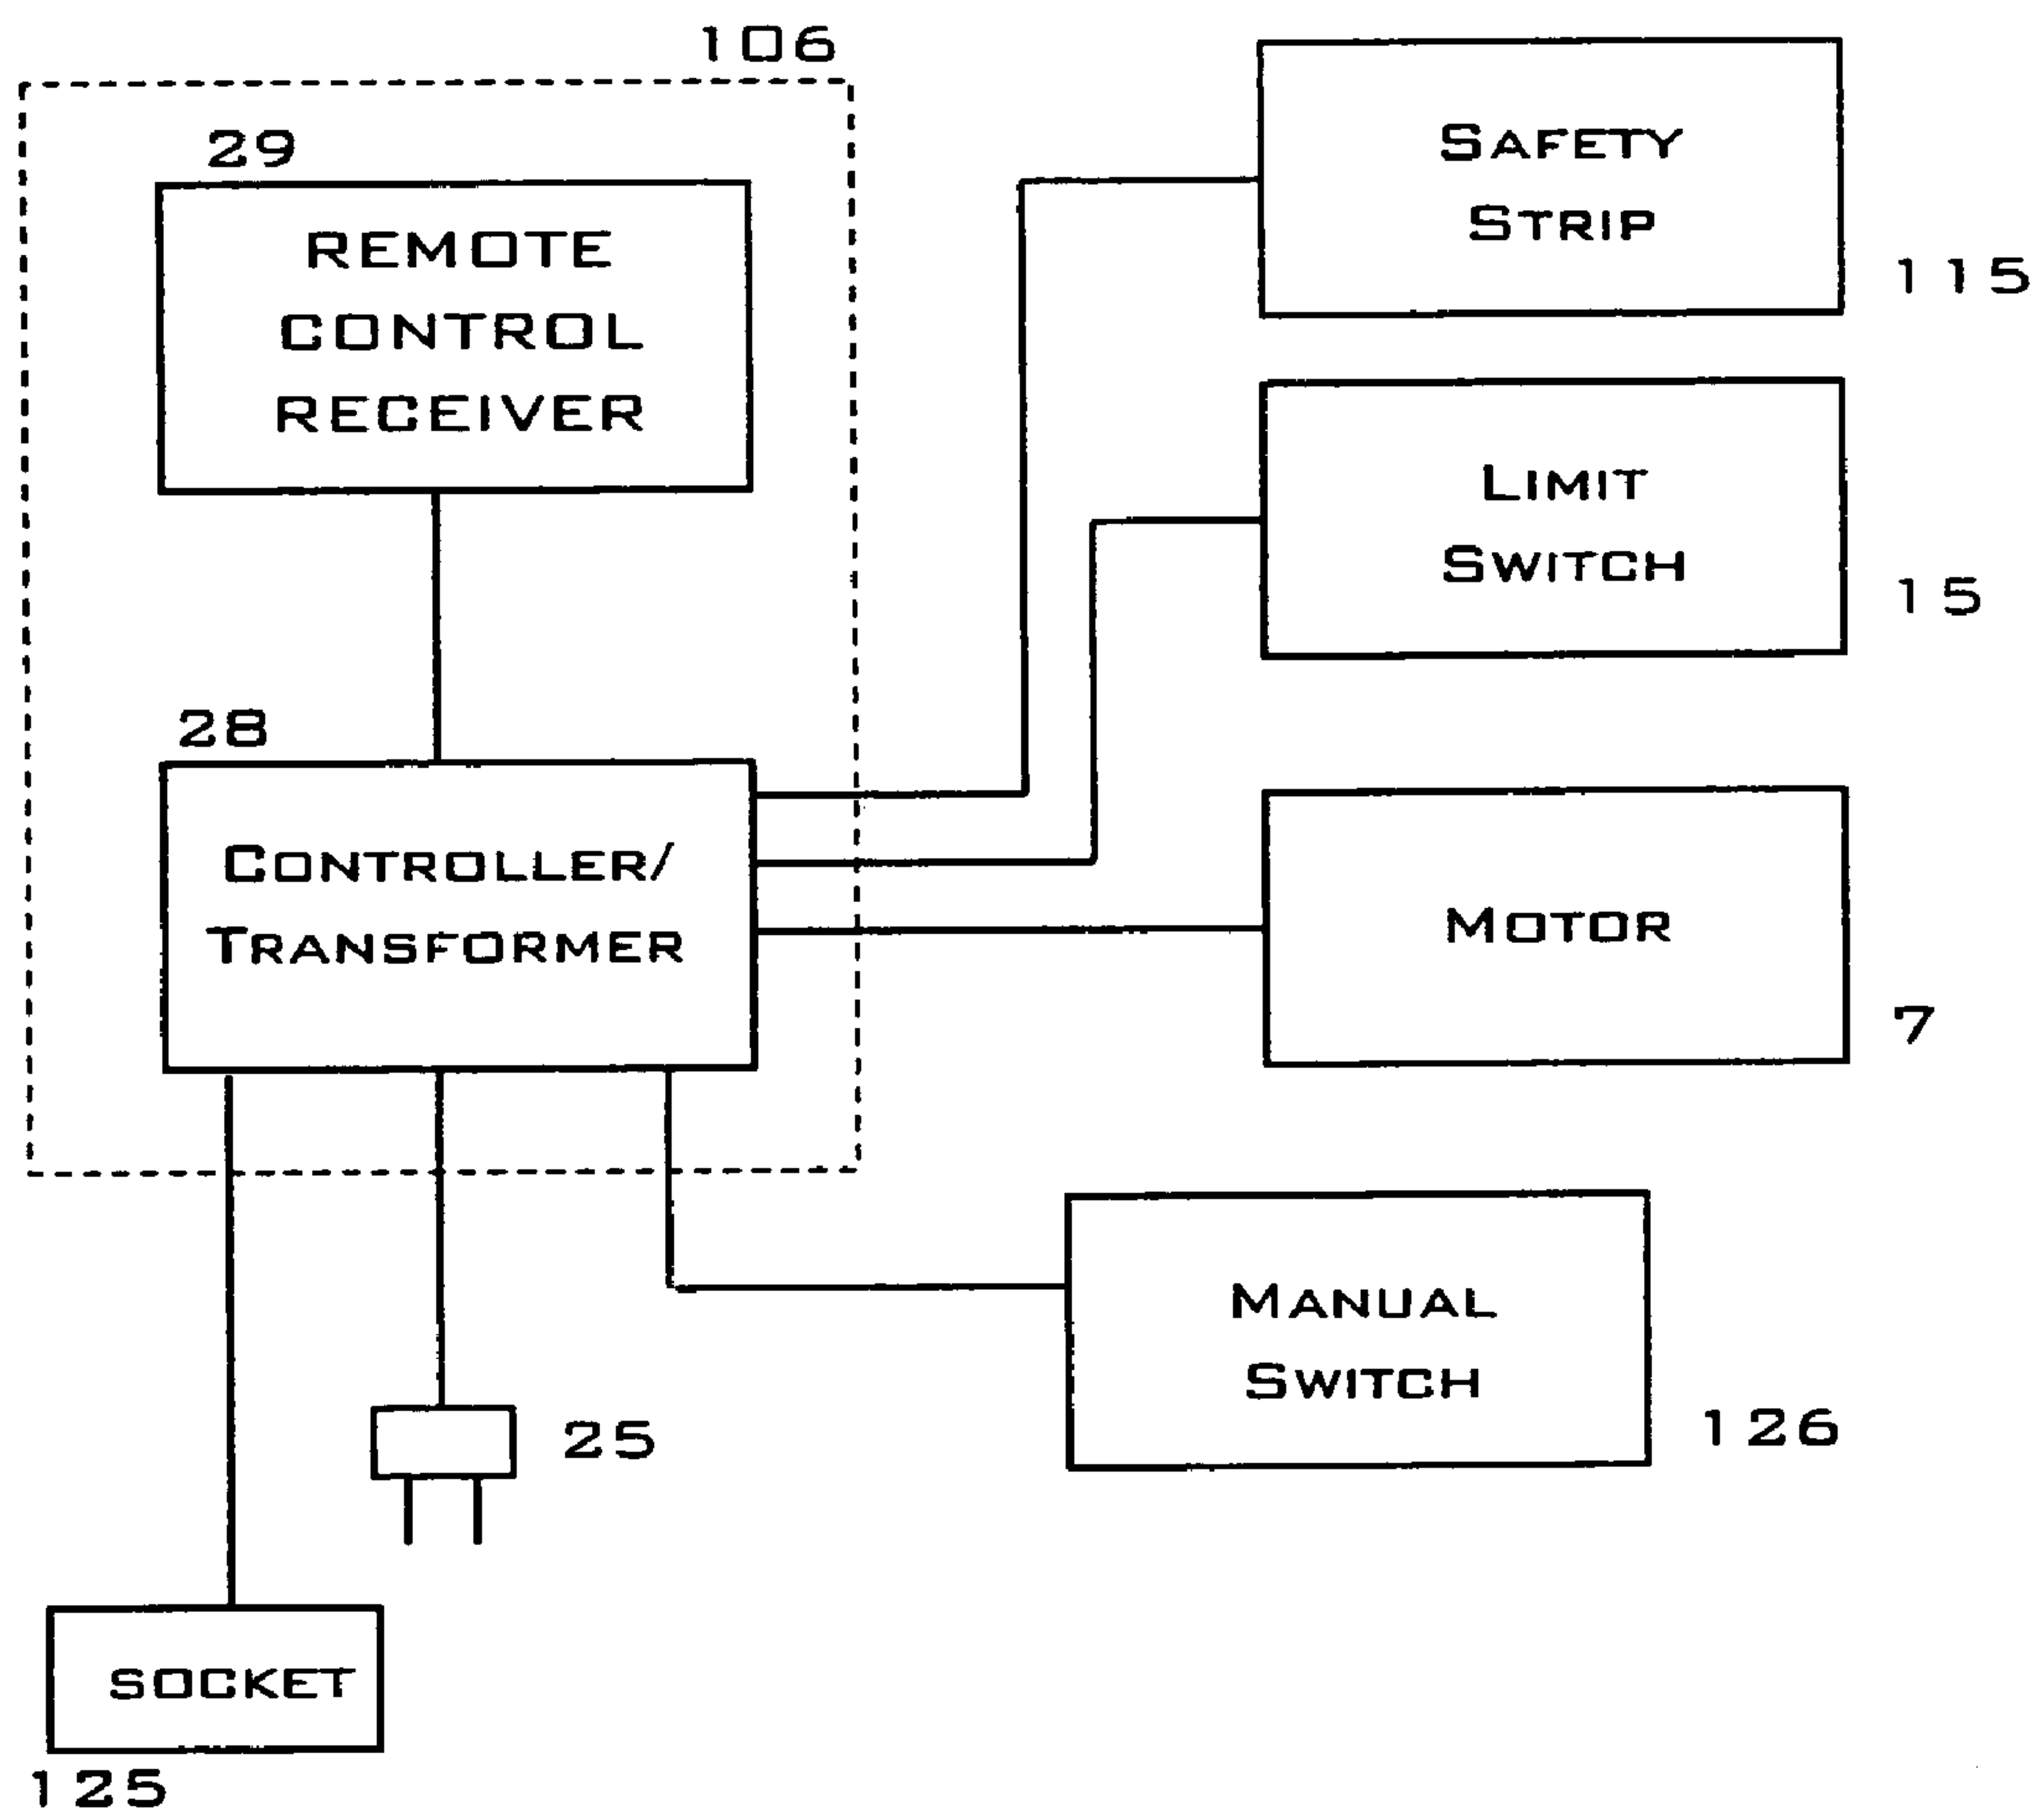 106
29
REMOTE
CONTROL
RECEIVER
SAFETY
STRIP
115
LIMIT
SWITCH
15
28
CONTROLLER/
TRANSFORMER
MOTOR
7
MANUAL
SWITCH
126
25
SOCKET
125